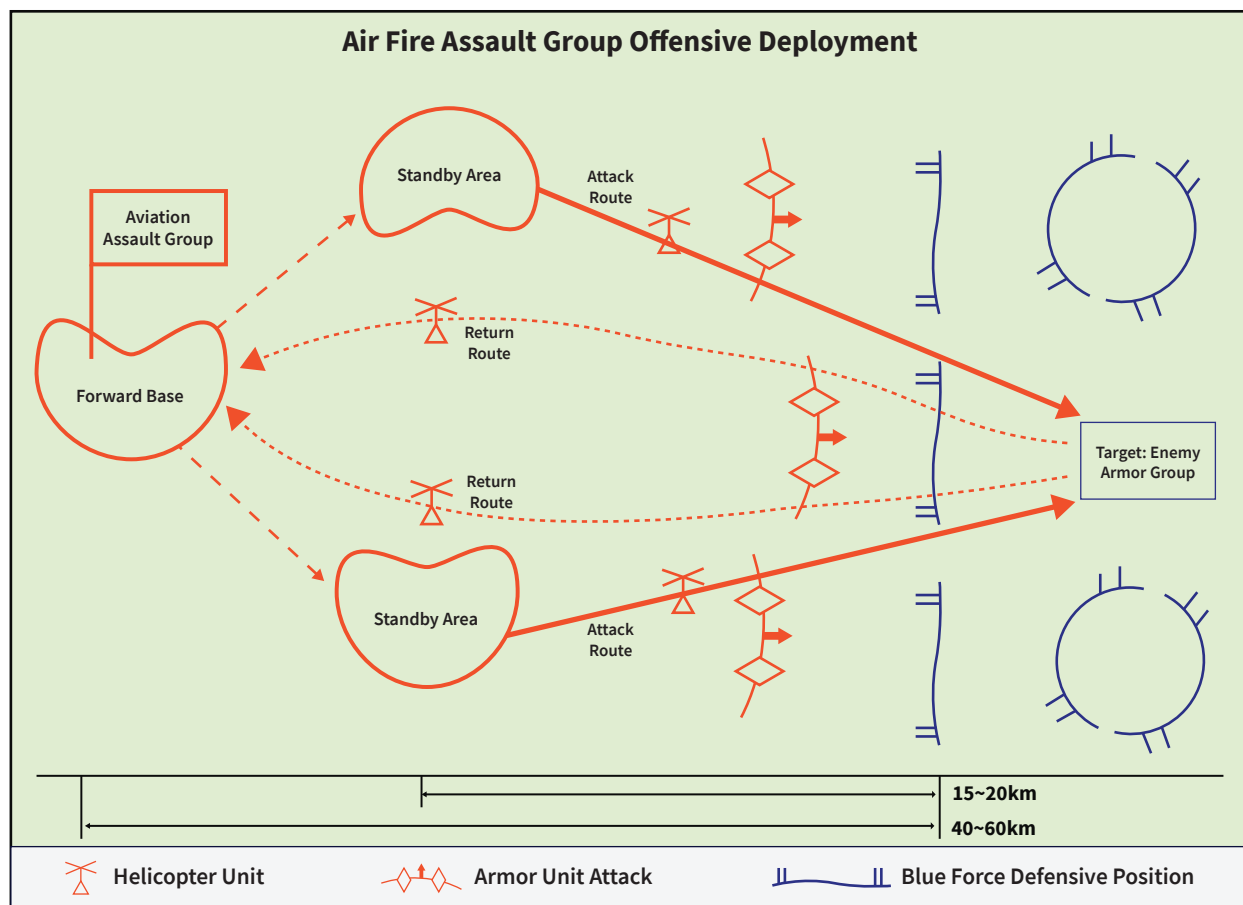 Air Fire Assault Group Offensive Deployment
Standby Area
Attack
Route
Aviation
Assault Group
Return
Route
Forward Base
Target: Enemy
Armor Group
Return
Route
Standby Area
Attack
Route
15~20km
40~60km
Helicopter Unit
Armor Unit Attack
Blue Force Defensive Position